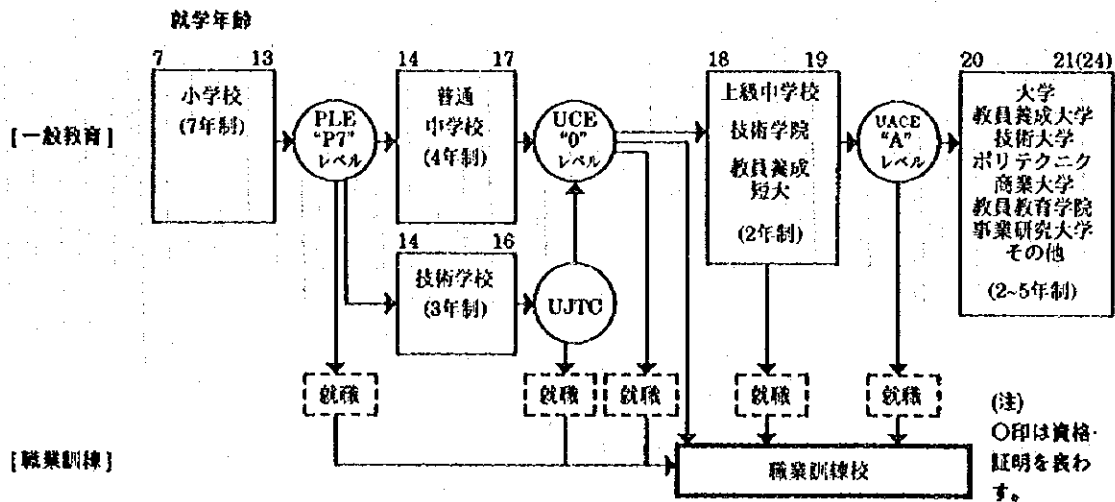 就学年齢
7 13
14 17
18 19
20 21(24)
[一般教育]
小学校
(7年制)
PLE
"P7"
レベル
普通
中学校
(4年制)
UCE
"0"
レベル
上級中学校
技術学院
教員養成
短大
(2年制)
UACE
"A"
レベル
大学
教員養成大学
技術大学
ポリテクニク
商業大学
教員教育学院
事業研究大学
その他
(2~5年制)
14 16
技術学校
(3年制)
UJTC
就職
就職
就職
就職
就職
[職業訓練]
職業訓練校
(注)
○印は資格・
証明を表わ
す。